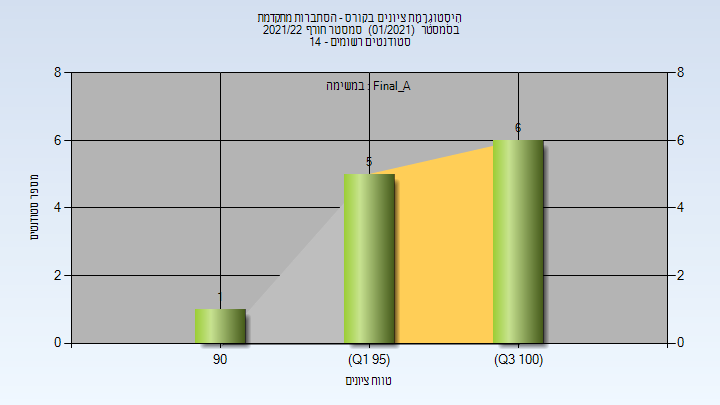 היסטוגרמת ציונים בקורס - הסתברות מתקדמת
בסמסטר (01/2021) סמסטר חורף 2021/22
סטודנטים רשומים - 14
במשימה : Final_A
מספר סטודנטים
8 8
6 6
4 4
2 2
0 0
1
5
6
90 (Q1 95) (Q3 100)
טווח ציונים